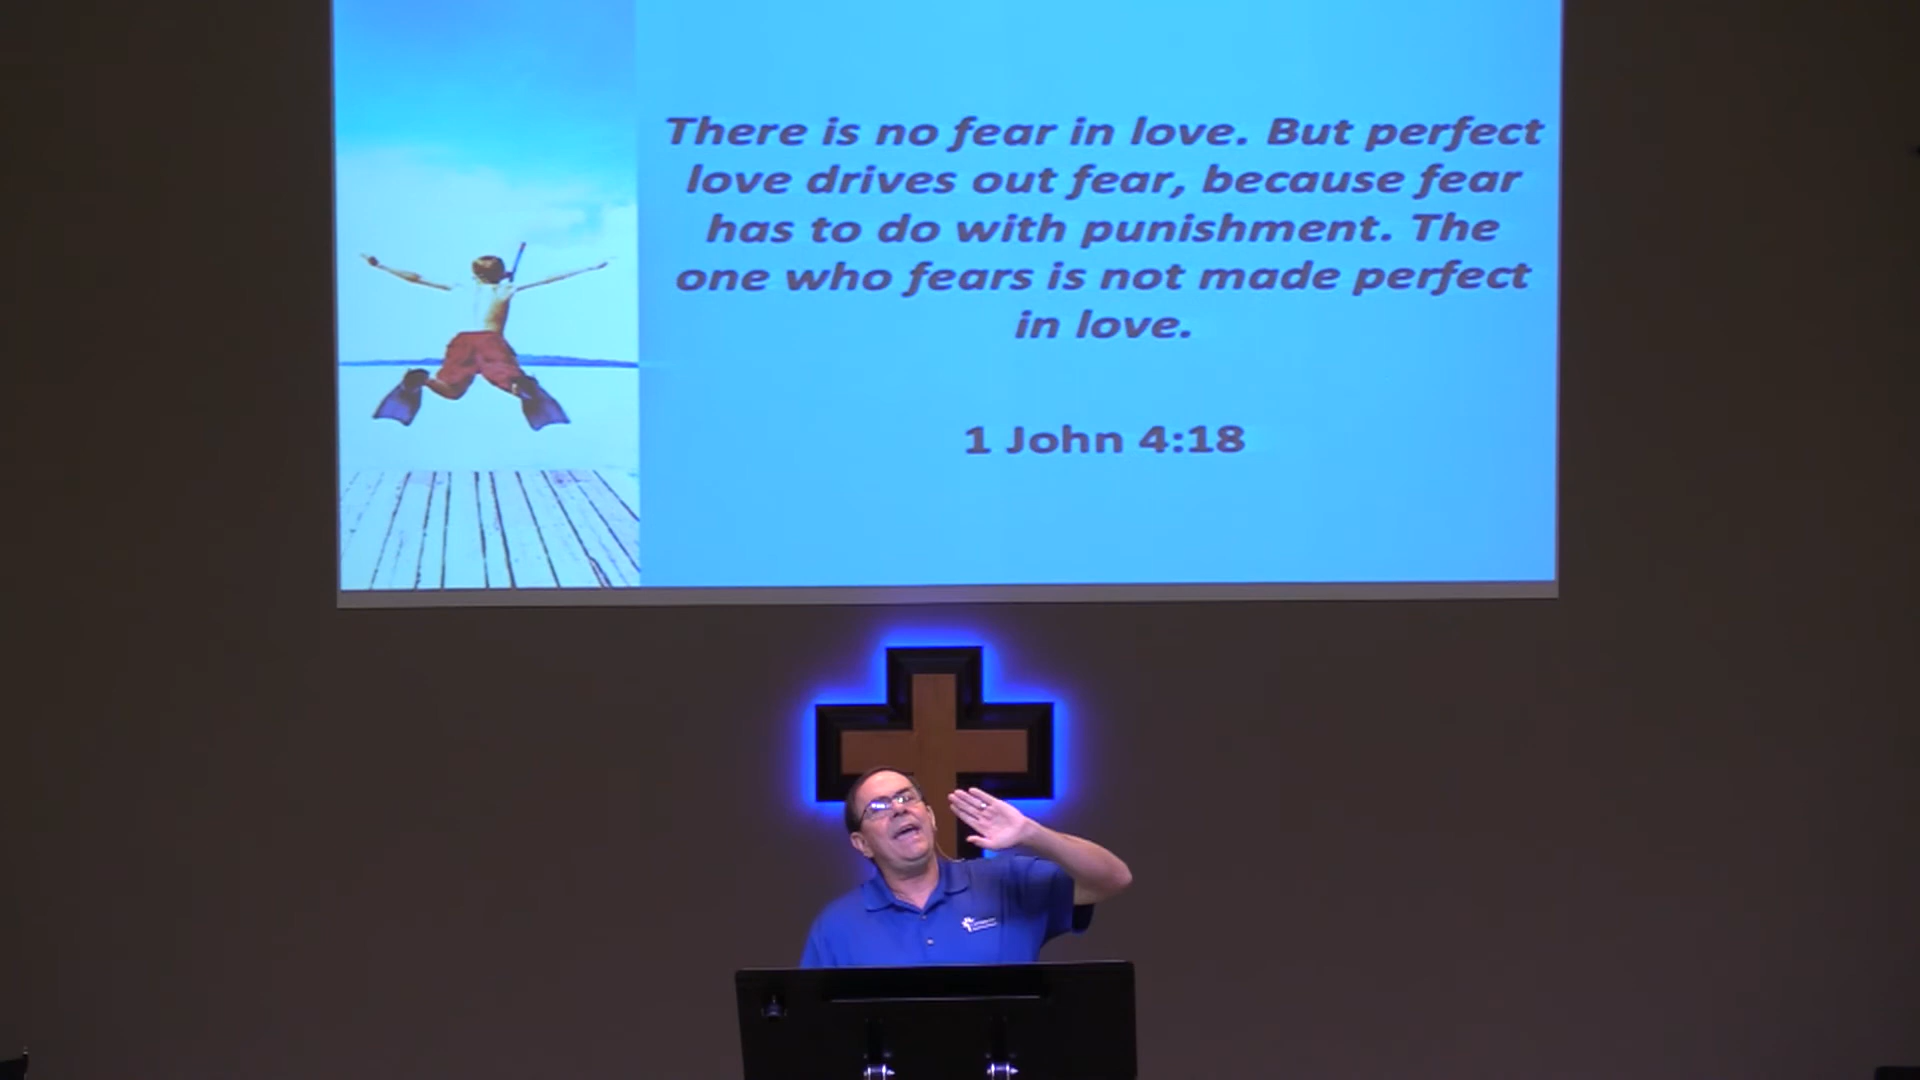 There is no fear in love. But perfect
love drives out fear, because fear
has to do with punishment. The
one who fears is not made perfect
in love.
1 John 4:18